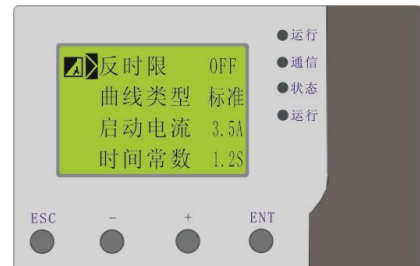 反时限 OFF
曲线类型 标准
启动电流 3.5A
时间常数 1.2S
运行
通信
状态
运行
ESC - + ENT